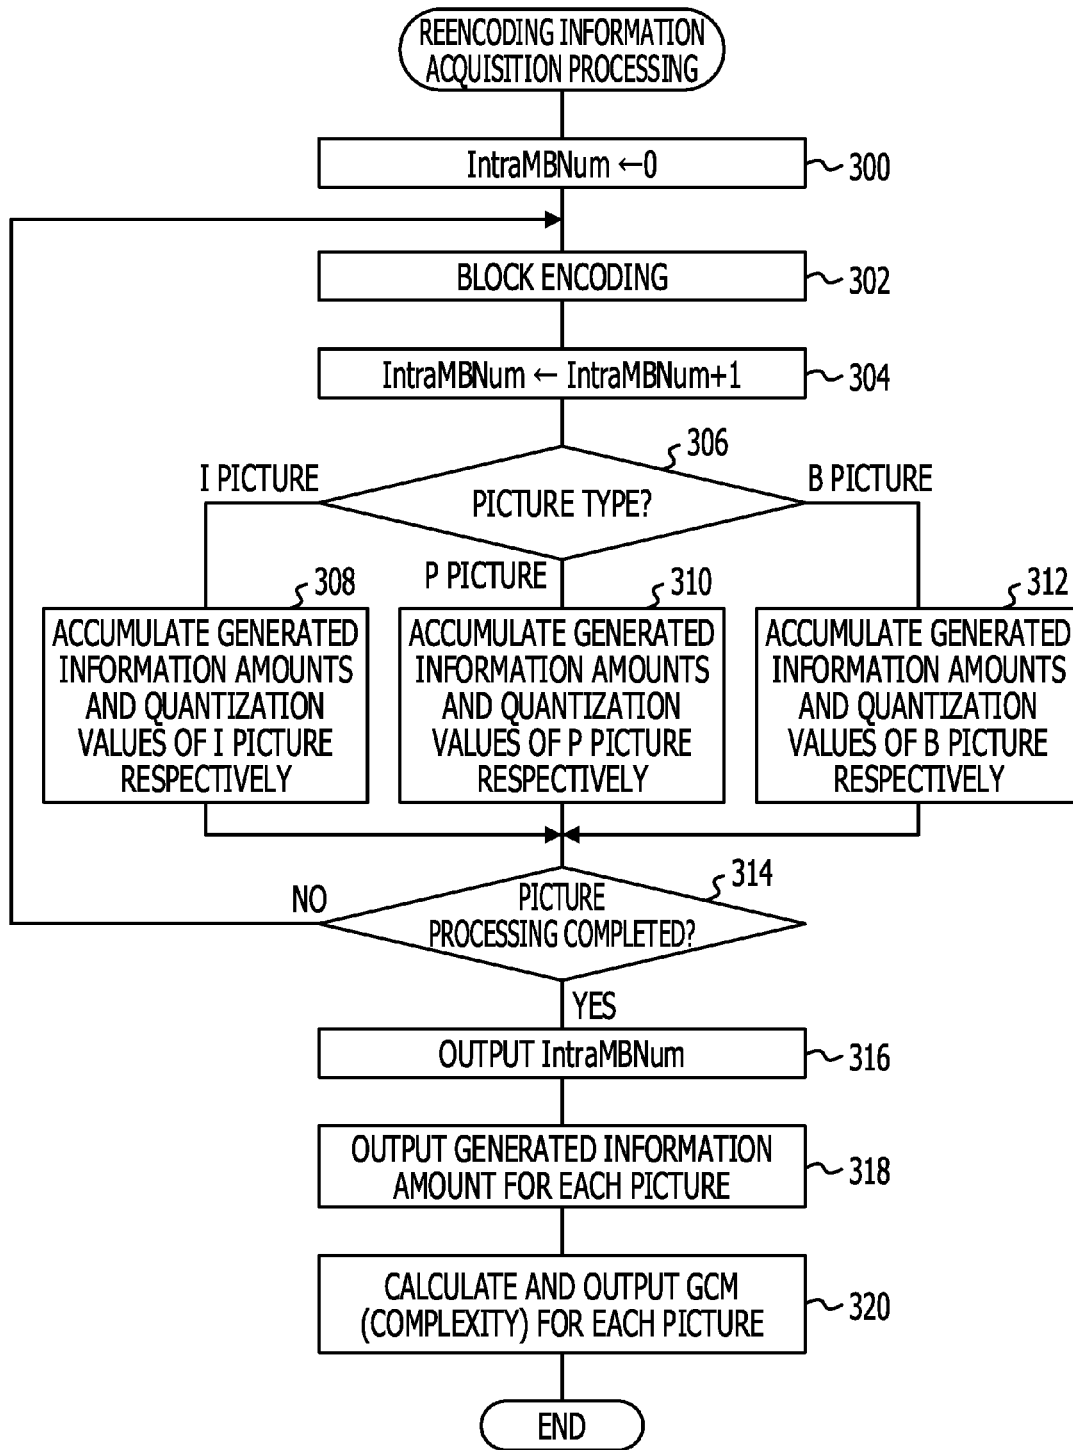 REENCODING INFORMATION
ACQUISITION PROCESSING
IntraMBNum ←0
300
BLOCK ENCODING
302
IntraMBNum ← IntraMBNum+1
304
306
I PICTURE
B PICTURE
PICTURE TYPE?
P PICTURE
308
ACCUMULATE GENERATED
INFORMATION AMOUNTS
AND QUANTIZATION
VALUES OF I PICTURE
RESPECTIVELY
310
ACCUMULATE GENERATED
INFORMATION AMOUNTS
AND QUANTIZATION
VALUES OF P PICTURE
RESPECTIVELY
312
ACCUMULATE GENERATED
INFORMATION AMOUNTS
AND QUANTIZATION
VALUES OF B PICTURE
RESPECTIVELY
314
NO
PICTURE
PROCESSING COMPLETED?
YES
OUTPUT IntraMBNum
316
OUTPUT GENERATED INFORMATION
AMOUNT FOR EACH PICTURE
318
CALCULATE AND OUTPUT GCM
(COMPLEXITY) FOR EACH PICTURE
320
END